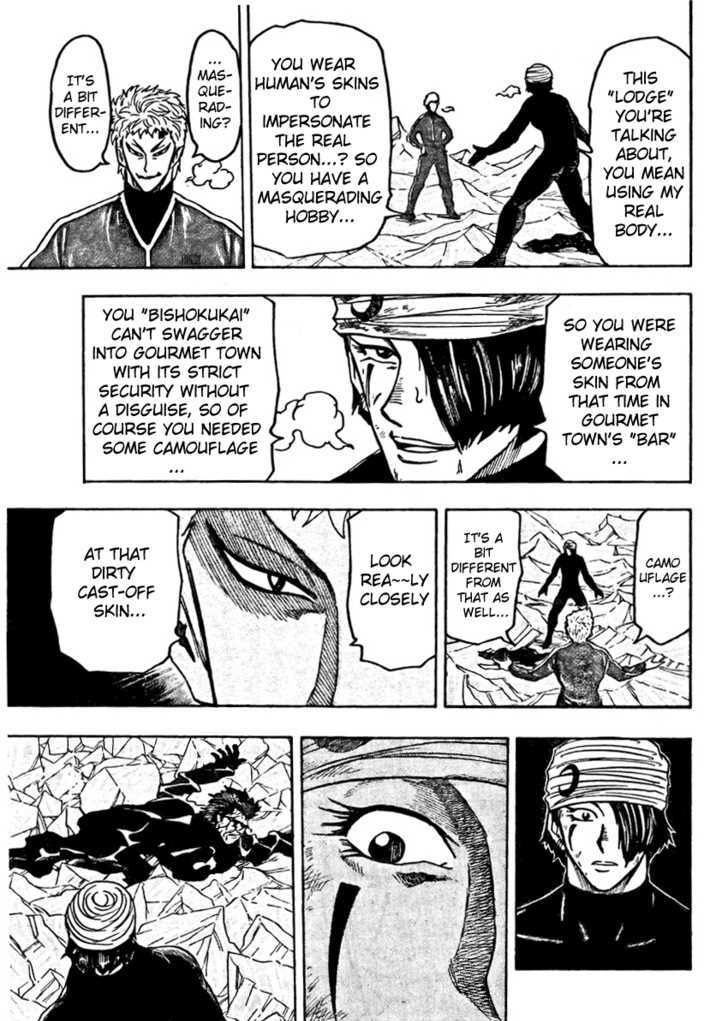 THIS
"LODGE"
YOU'RE
TALKING
ABOUT,
YOU MEAN
USING MY
REAL
BODY...
YOU WEAR
HUMAN'S SKINS
TO
IMPERSONATE
THE REAL
PERSON...? SO
YOU HAVE A
MASQUERADING
HOBBY...
...
MAS-
QUE-
RAD-
ING?
IT'S
A BIT
DIFFER-
ENT...
SO YOU WERE
WEARING
SOMEONE'S
SKIN FROM
THAT TIME IN
GOURMET
TOWN'S "BAR"
...
YOU "BISHOKUKAI"
CAN'T SWAGGER
INTO GOURMET TOWN
WITH ITS STRICT
SECURITY WITHOUT
A DISGUISE, SO OF
COURSE YOU NEEDED
SOME CAMOUFLAGE
...
CAMO
UFLAGE
...?
IT'S A
BIT
DIFFERENT
FROM
THAT AS
WELL...
LOOK
REA~~LY
CLOSELY
AT THAT
DIRTY
CAST-OFF
SKIN...